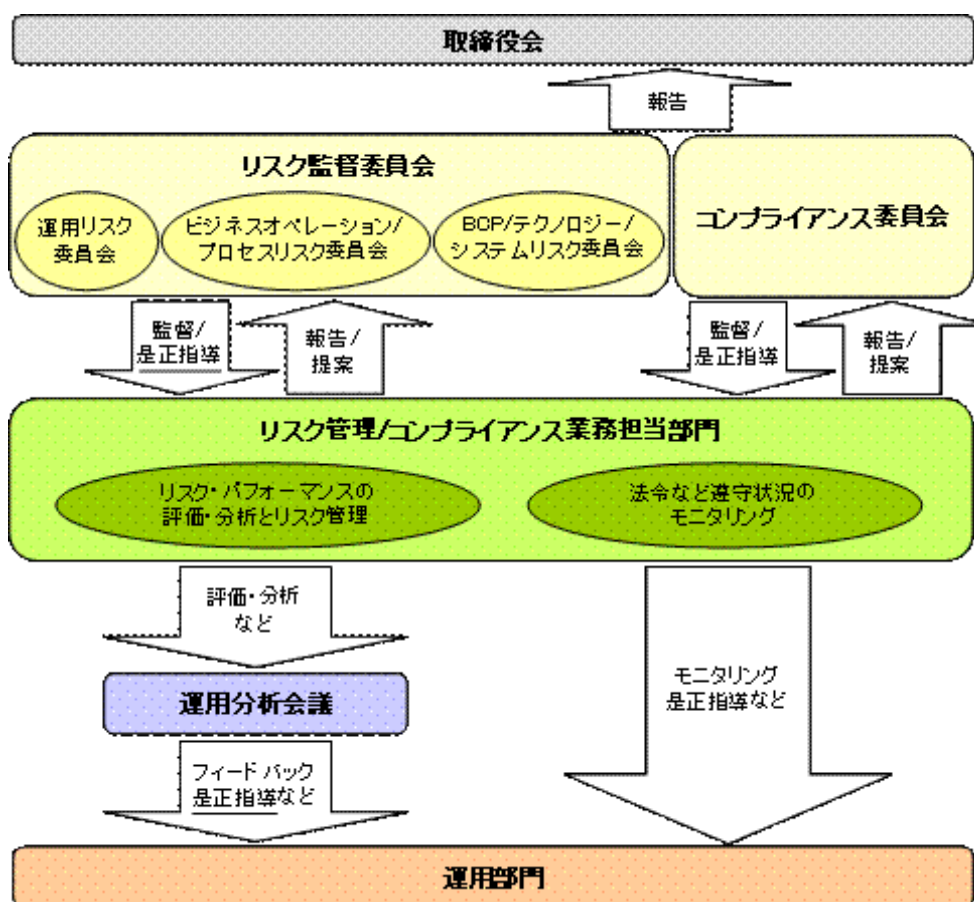 取締役会
報告
リスク監督委員会
運用リスク
委員会
ビジネスオペレーション/
プロセスリスク委員会
BCP/テクノロジー/
システムリスク委員会
コンプライアンス委員会
監督/
是正指導
報告/
提案
監督/
是正指導
報告/
提案
リスク管理/コンプライアンス業務担当部門
リスク・パフォーマンスの
評価・分析とリスク管理
法令など遵守状況の
モニタリング
評価・分析
など
運用分析会議
モニタリング
是正指導など
フィードバック
是正指導など
運用部門